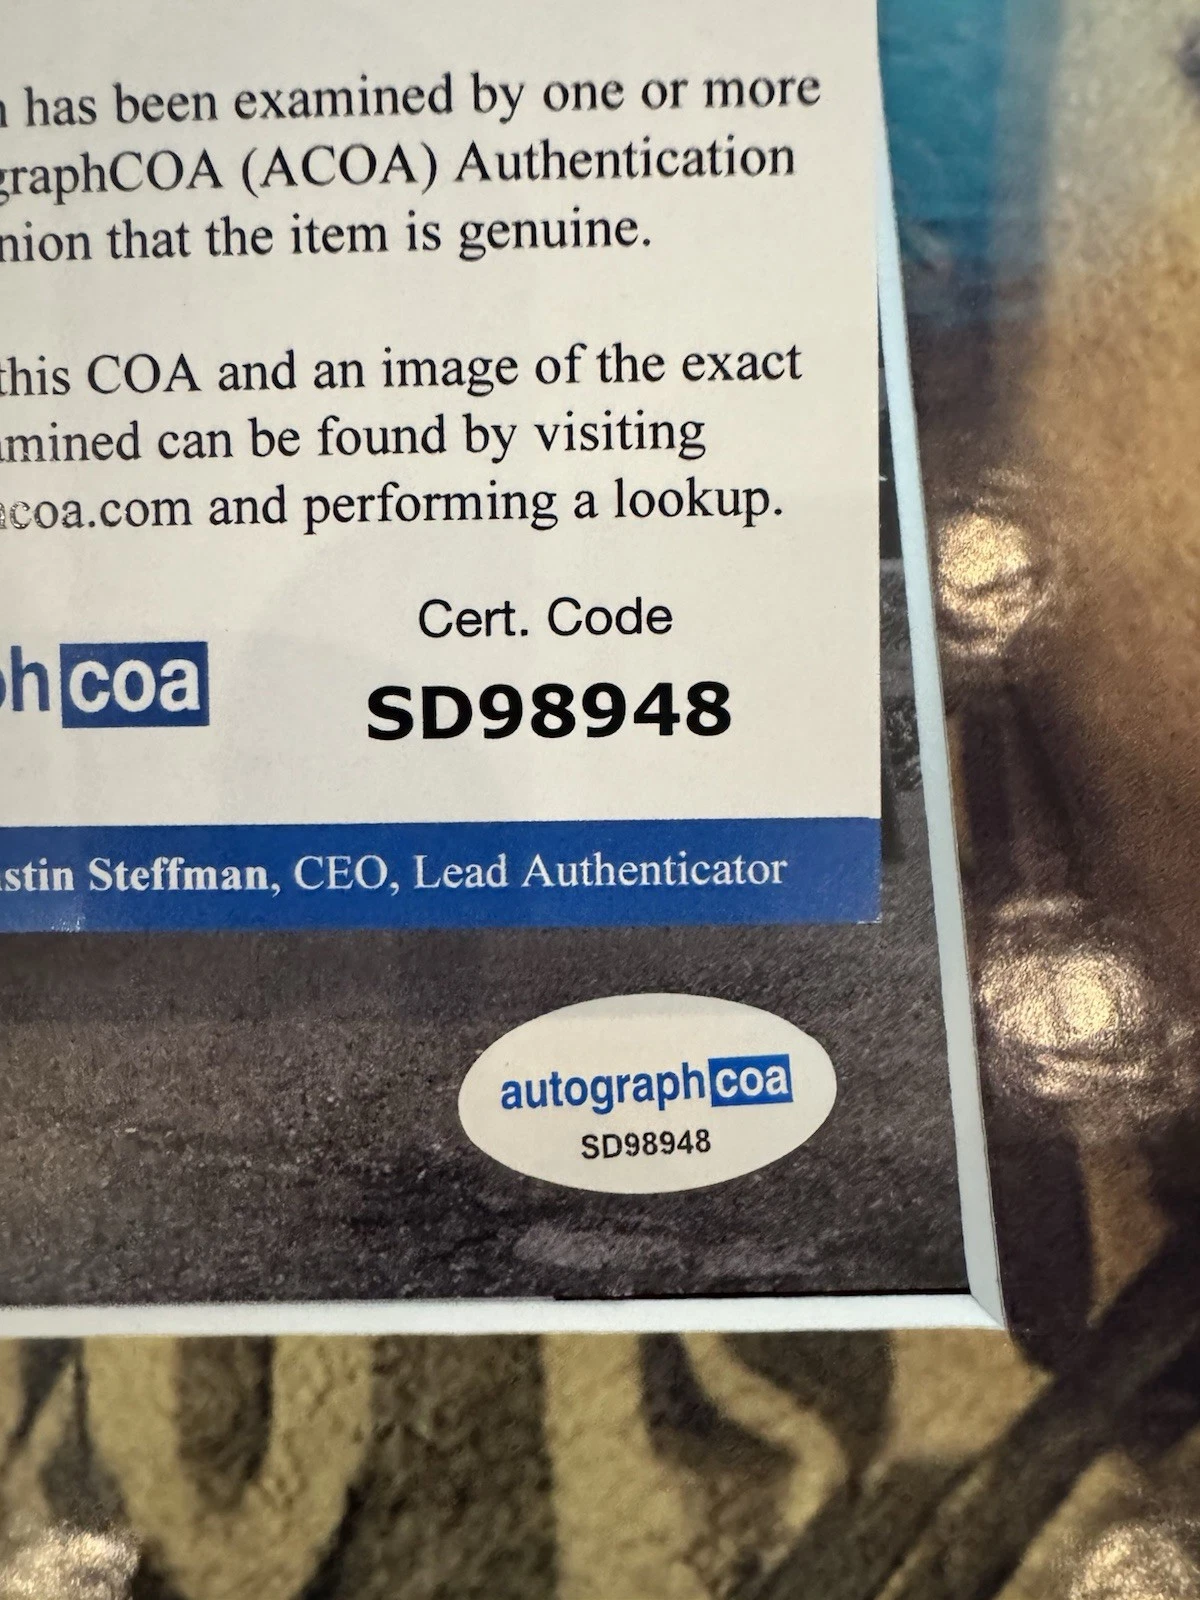 has been examined by one or more
graphCOA (ACOA) Authentication
nion that the item is genuine.
this COA and an image of the exact
mined can be found by visiting
coa.com and performing a lookup.
Cert. Code
SD98948
h coa
stin Steffman, CEO, Lead Authenticator
autographcoa
SD98948